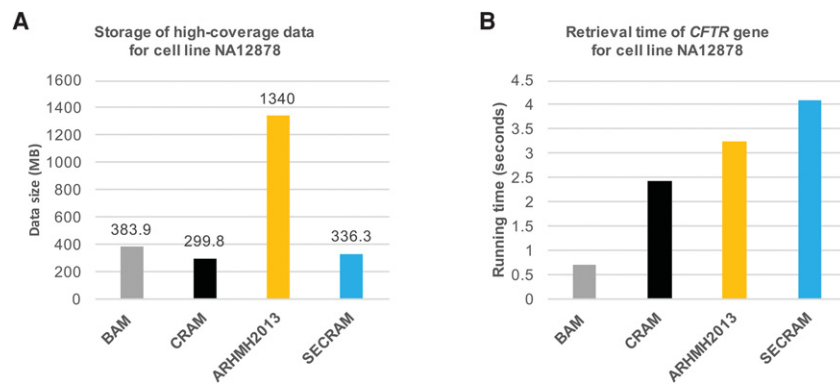 A
Storage of high-coverage data
for cell line NA12878
Data size (MB)
1600
1400
1200
1000
800
600
400
200
0
383.9
299.8
1340
336.3
BAM
CRAM
ARHMH2013
SECRAM
B
Retrieval time of CFTR gene
for cell line NA12878
Running time (seconds)
4.5
4
3.5
3
2.5
2
1.5
1
0.5
0
BAM
CRAM
ARHMH2013
SECRAM